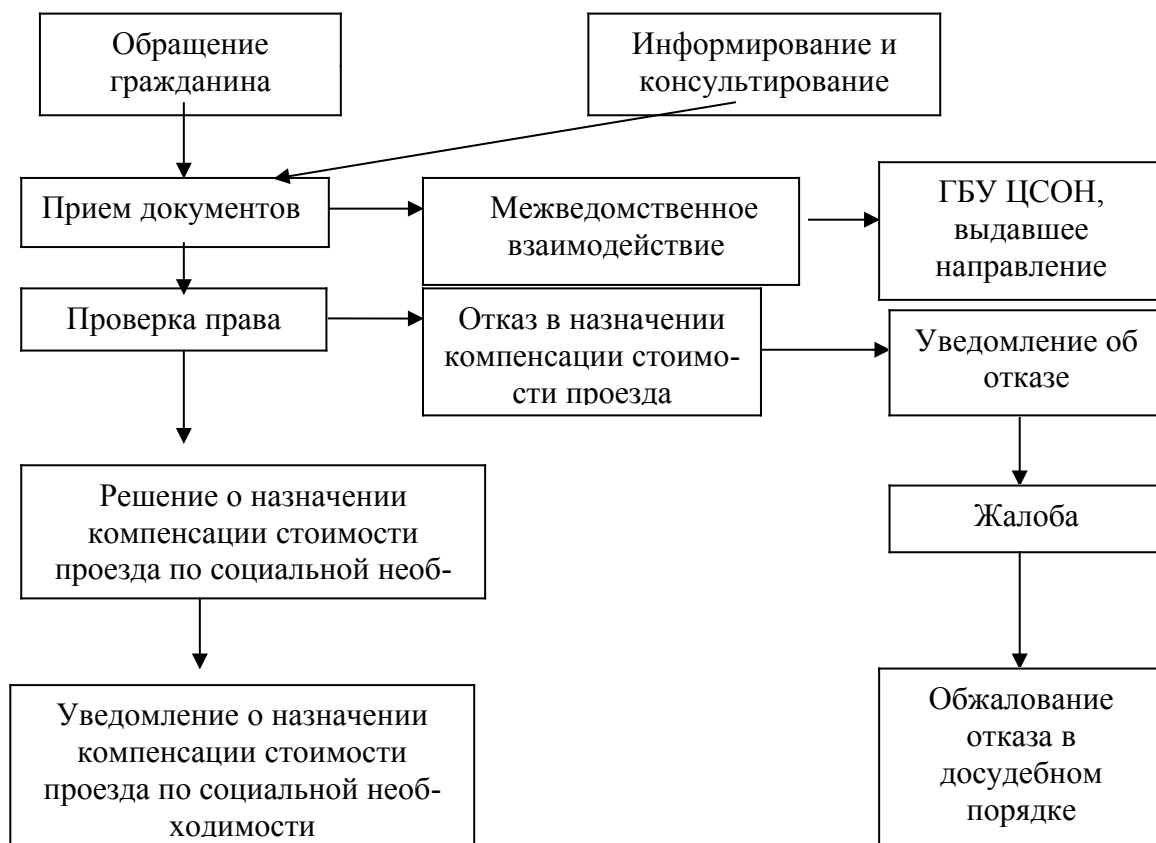 Обращение
гражданина
Информирование и
консультирование
Прием документов
Межведомственное
взаимодействие
ГБУ ЦСОН,
выдавшее
направление
Проверка права
Отказ в назначении
компенсации стоимо-
сти проезда
Уведомление об
отказе
Решение о назначении
компенсации стоимости
проезда по социальной необ-
Жалоба
Уведомление о назначении
компенсации стоимости
проезда по социальной необ-
ходимости
Обжалование
отказа в
досудебном
порядке